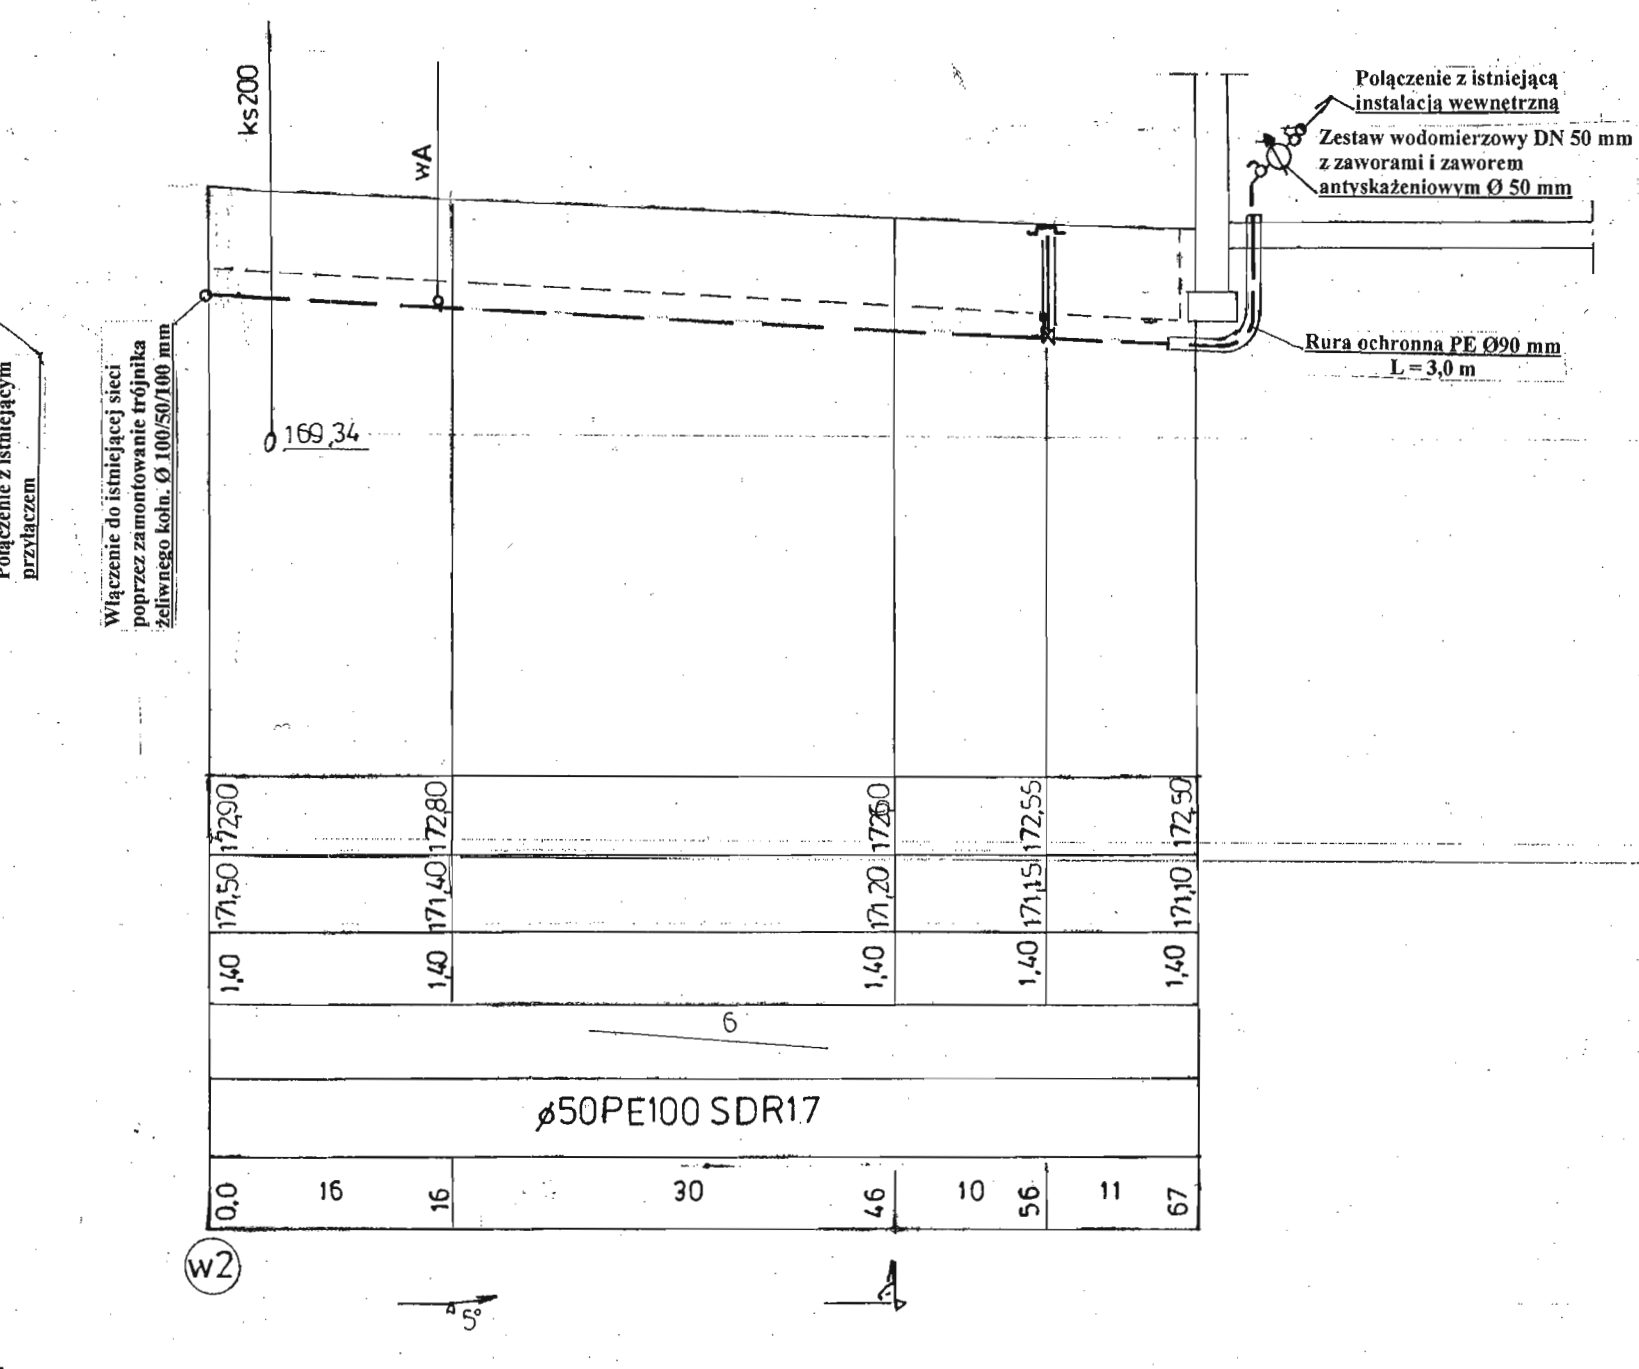 ks200
wA
Połączenie z istniejącą
instalacją wewnętrzną
Zestaw wodomierzowy DN 50 mm
z zaworami i zaworem
antyskażeniowym Ø 50 mm
Rura ochronna PE Ø90 mm
L = 3,0 m
169,34
Połączenie z istniejącym
przyłączem
Włączenie do istniejącej sieci
poprzez zamontowanie trójnika
żeliwnego kołn. Ø 100/50/100 mm
172,90 172,80 172,60 172,55 172,50
171,50 171,40 171,20 171,15 171,10
1,40 1,40 1,40 1,40 1,40
6
ø50PE100 SDR17
0,0 16 16 30 46 10 56 11 67
w2
5°